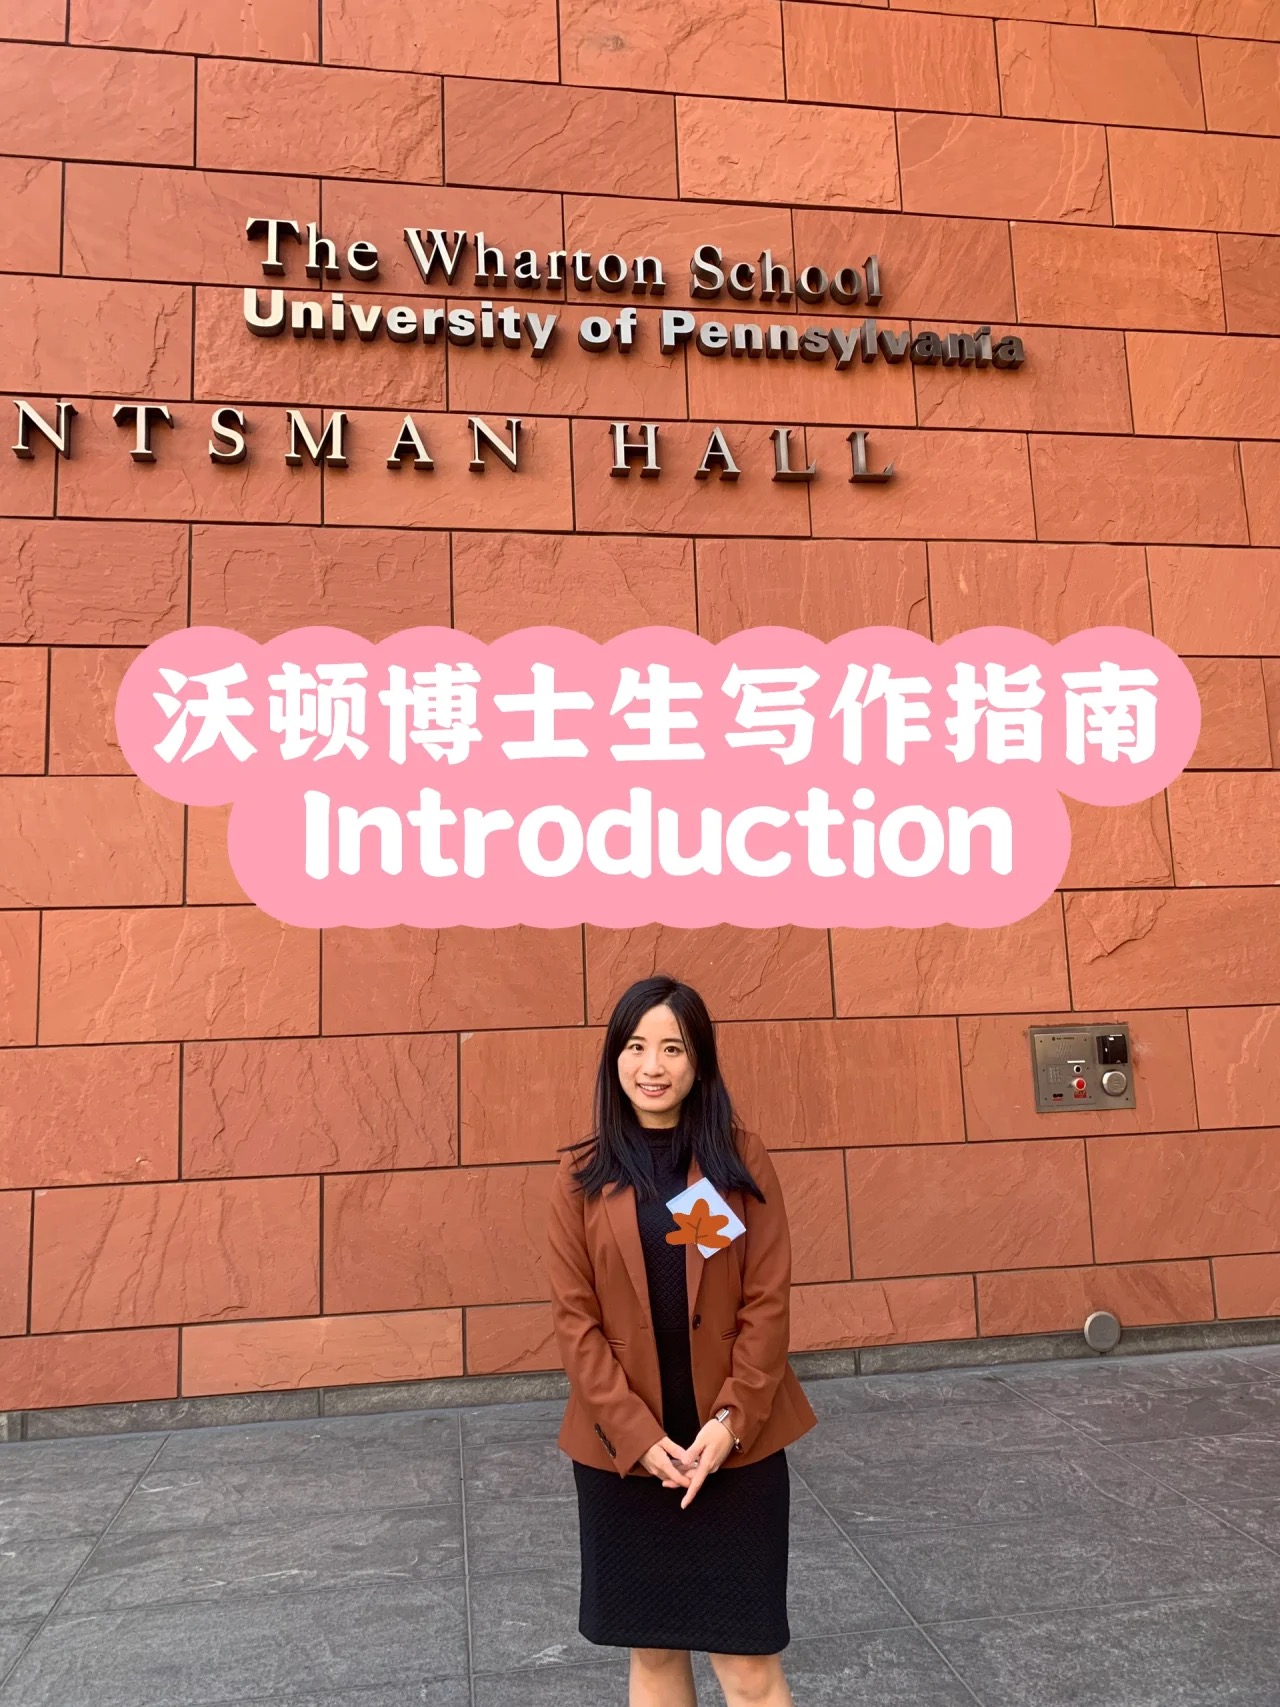 The Wharton School
University of Pennsylvania
NTSMAN HALL
沃顿博士生写作指南
Introduction